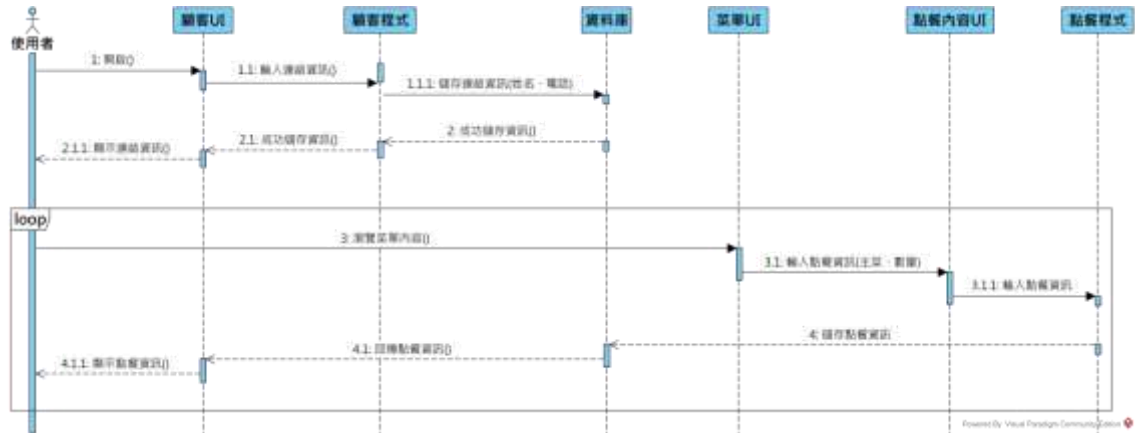 使用者
顧客UI
顧客程式
資料庫
菜單UI
點餐內容UI
點餐程式
1: 開啟()
1.1: 輸入連絡資訊()
1.1.1: 儲存連絡資訊(姓名、電話)
2: 成功儲存資訊()
2.1: 成功儲存資訊()
2.1.1: 顯示連絡資訊()
loop
3: 瀏覽菜單內容()
3.1: 輸入點餐資訊(主菜、數量)
3.1.1: 輸入點餐資訊
4: 儲存點餐資訊
4.1: 回傳點餐資訊()
4.1.1: 顯示點餐資訊()
Powered By Visual Paradigm Community Edition